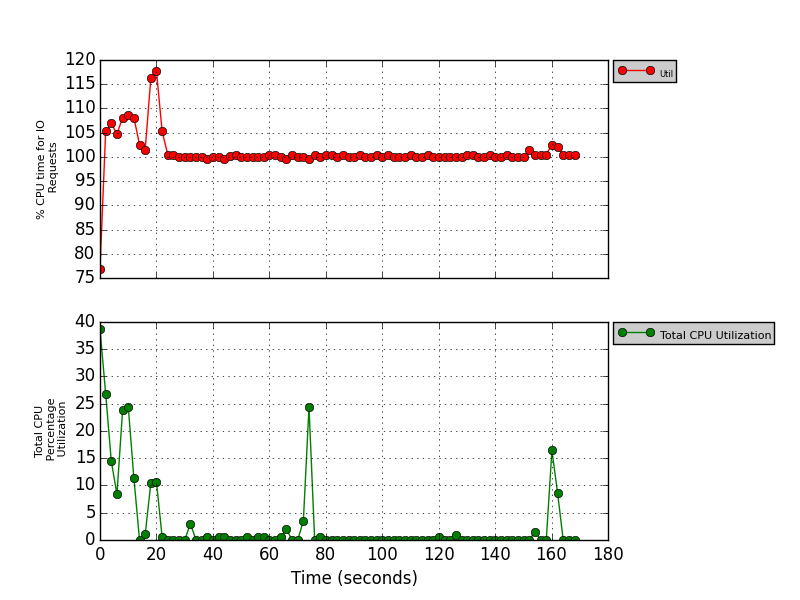 120
115
110
105
100
95
90
85
80
75
% CPU time for IO
Requests
Util
40
35
30
25
20
15
10
5
0
Total CPU
Percentage
Utilization
Total CPU Utilization
0 20 40 60 80 100 120 140 160 180
Time (seconds)